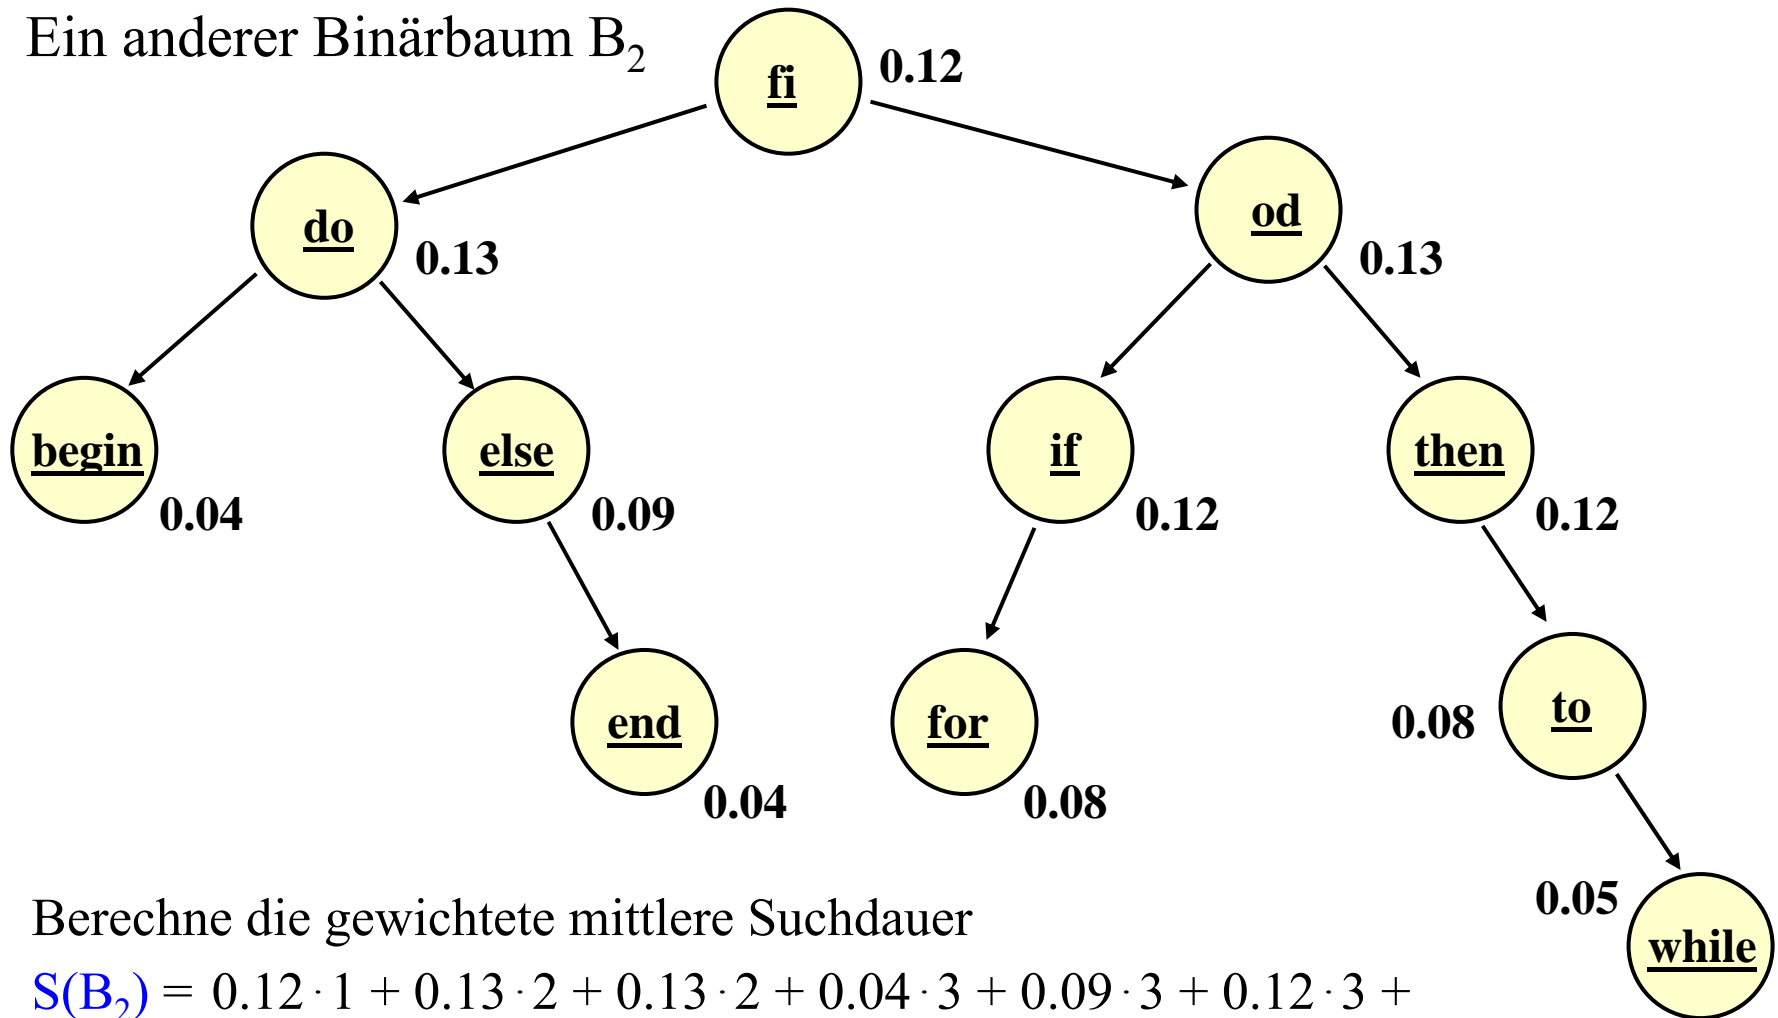 Ein anderer Binärbaum B₂
fi 0.12
do 0.13
od 0.13
begin 0.04
else 0.09
if 0.12
then 0.12
end 0.04
for 0.08
0.08 to
0.05 while
Berechne die gewichtete mittlere Suchdauer
S(B₂) = 0.12·1 + 0.13·2 + 0.13·2 + 0.04·3 + 0.09·3 + 0.12·3 +